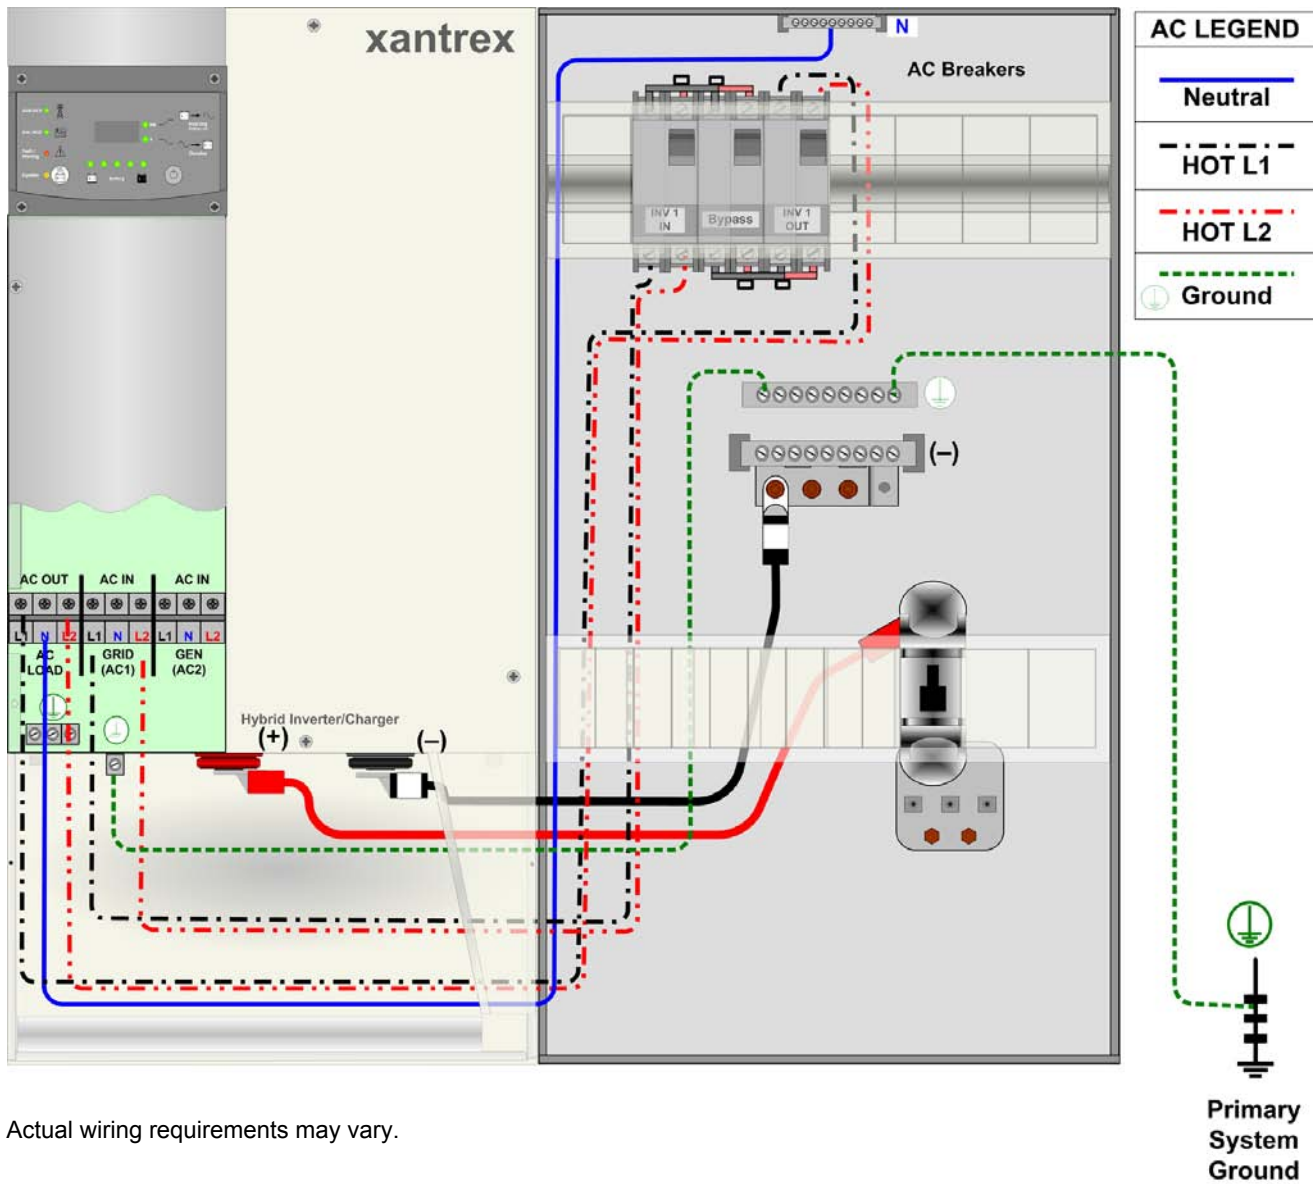 xantrex
N
AC Breakers
AC LEGEND
Neutral
HOT L1
HOT L2
Ground
INV 1
IN
Bypass
INV 1
OUT
(–)
AC OUT
AC IN
AC IN
L1 N L2 L1 N L2 L1 N L2
AC
LOAD
GRID
(AC1)
GEN
(AC2)
Hybrid Inverter/Charger
(+)
(–)
Primary
System
Ground
Actual wiring requirements may vary.